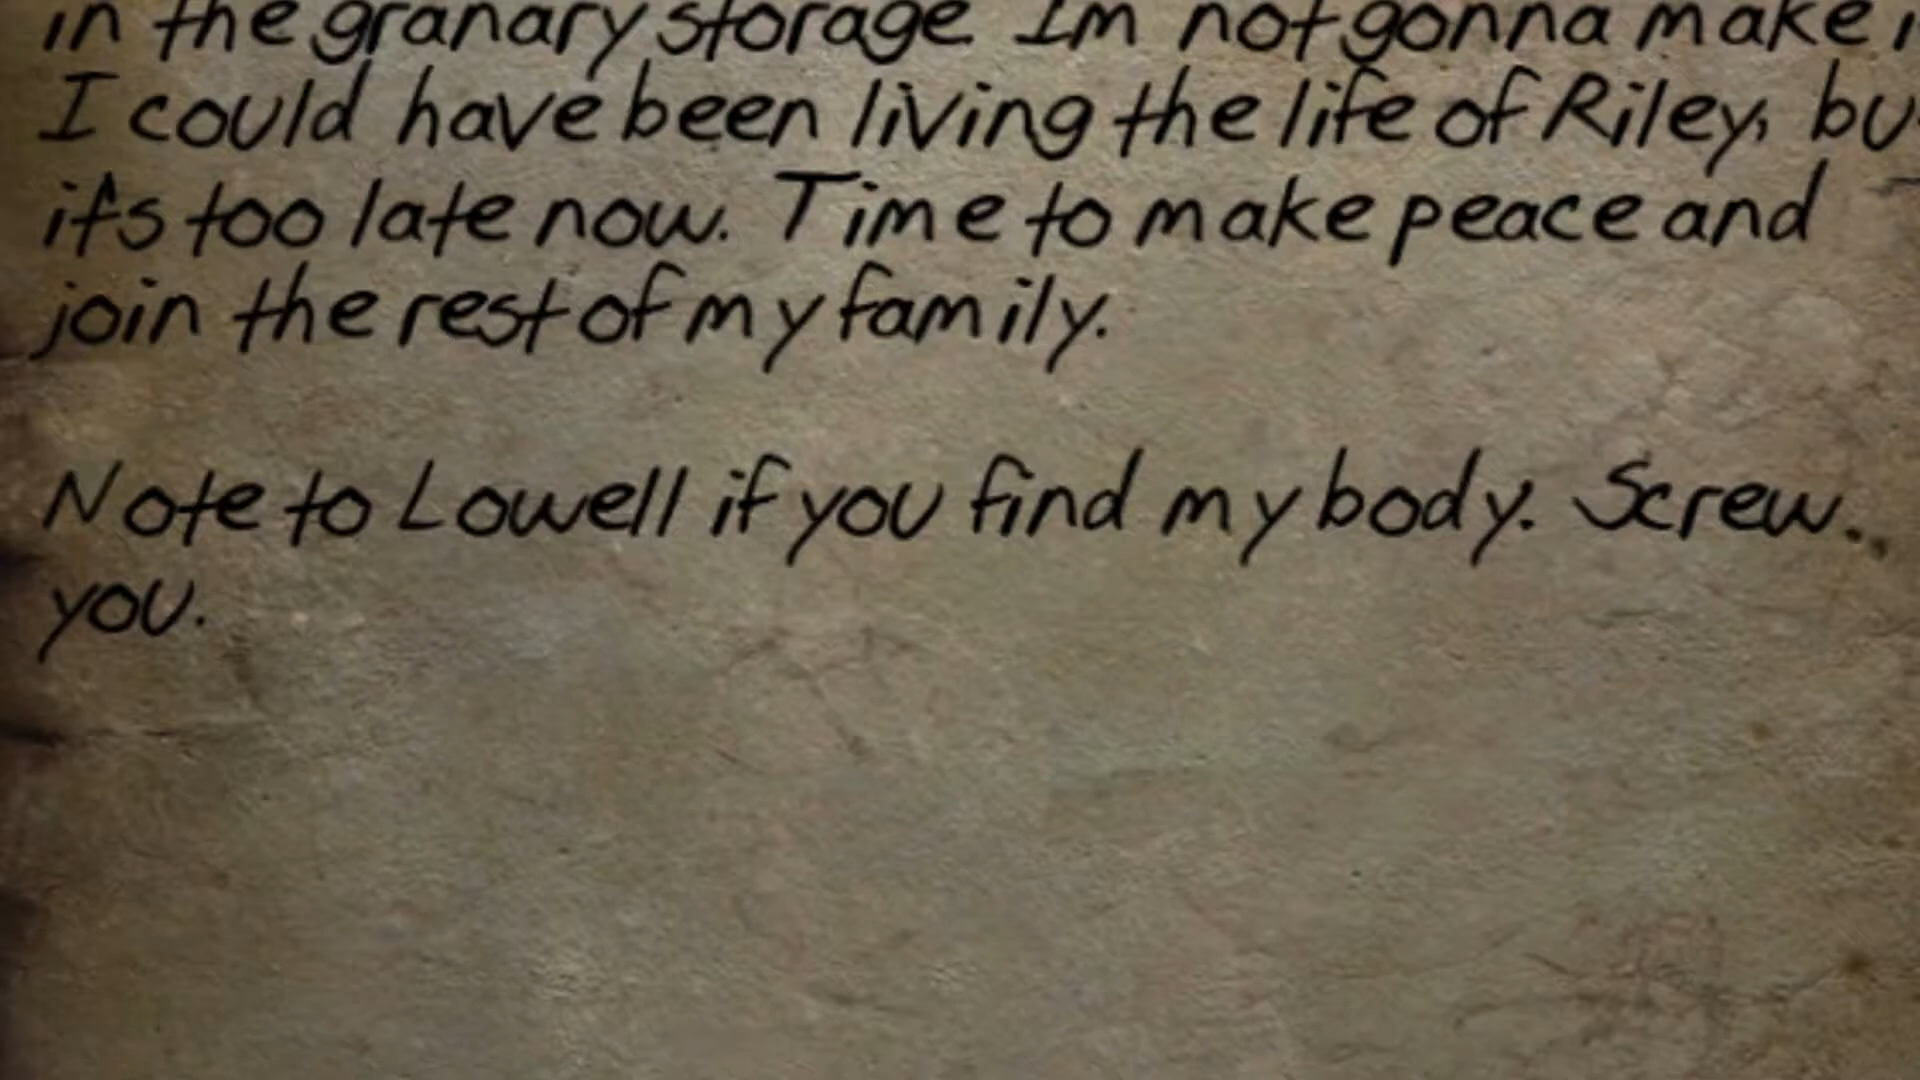 in the granary storage. Im not gonna make i
I could have been living the life of Riley, bu
it's too late now. Time to make peace and
join the rest of my family.
Note to Lowell if you find my body. Screw..
you.